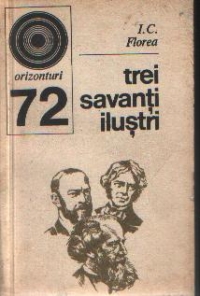 orizonturi
72
I.C.
Florea
trei
savanți
iluștri